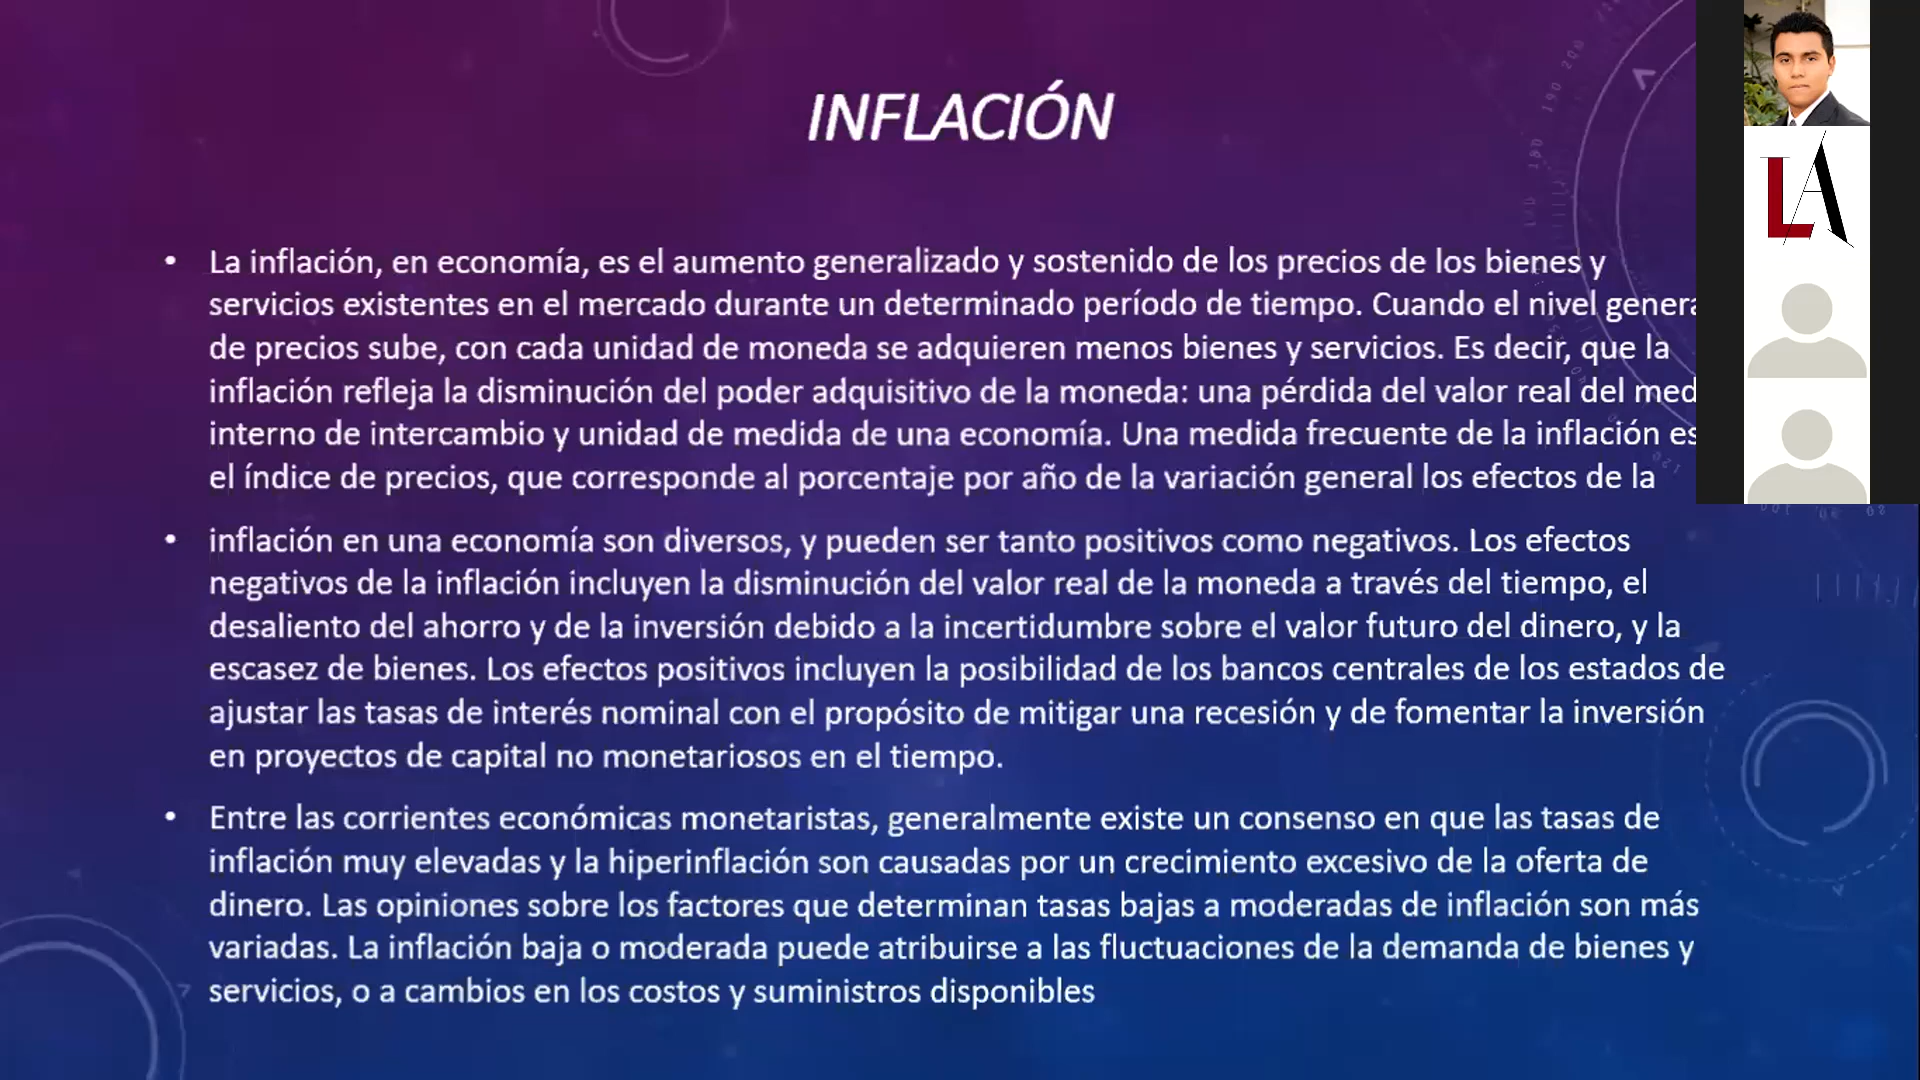 INFLACIÓN
• La inflación, en economía, es el aumento generalizado y sostenido de los precios de los bienes y
servicios existentes en el mercado durante un determinado período de tiempo. Cuando el nivel genera
de precios sube, con cada unidad de moneda se adquieren menos bienes y servicios. Es decir, que la
inflación refleja la disminución del poder adquisitivo de la moneda: una pérdida del valor real del med
interno de intercambio y unidad de medida de una economía. Una medida frecuente de la inflación es
el índice de precios, que corresponde al porcentaje por año de la variación general los efectos de la
• inflación en una economía son diversos, y pueden ser tanto positivos como negativos. Los efectos
negativos de la inflación incluyen la disminución del valor real de la moneda a través del tiempo, el
desaliento del ahorro y de la inversión debido a la incertidumbre sobre el valor futuro del dinero, y la
escasez de bienes. Los efectos positivos incluyen la posibilidad de los bancos centrales de los estados de
ajustar las tasas de interés nominal con el propósito de mitigar una recesión y de fomentar la inversión
en proyectos de capital no monetariosos en el tiempo.
• Entre las corrientes económicas monetaristas, generalmente existe un consenso en que las tasas de
inflación muy elevadas y la hiperinflación son causadas por un crecimiento excesivo de la oferta de
dinero. Las opiniones sobre los factores que determinan tasas bajas a moderadas de inflación son más
variadas. La inflación baja o moderada puede atribuirse a las fluctuaciones de la demanda de bienes y
servicios, o a cambios en los costos y suministros disponibles
LA
190 200
180